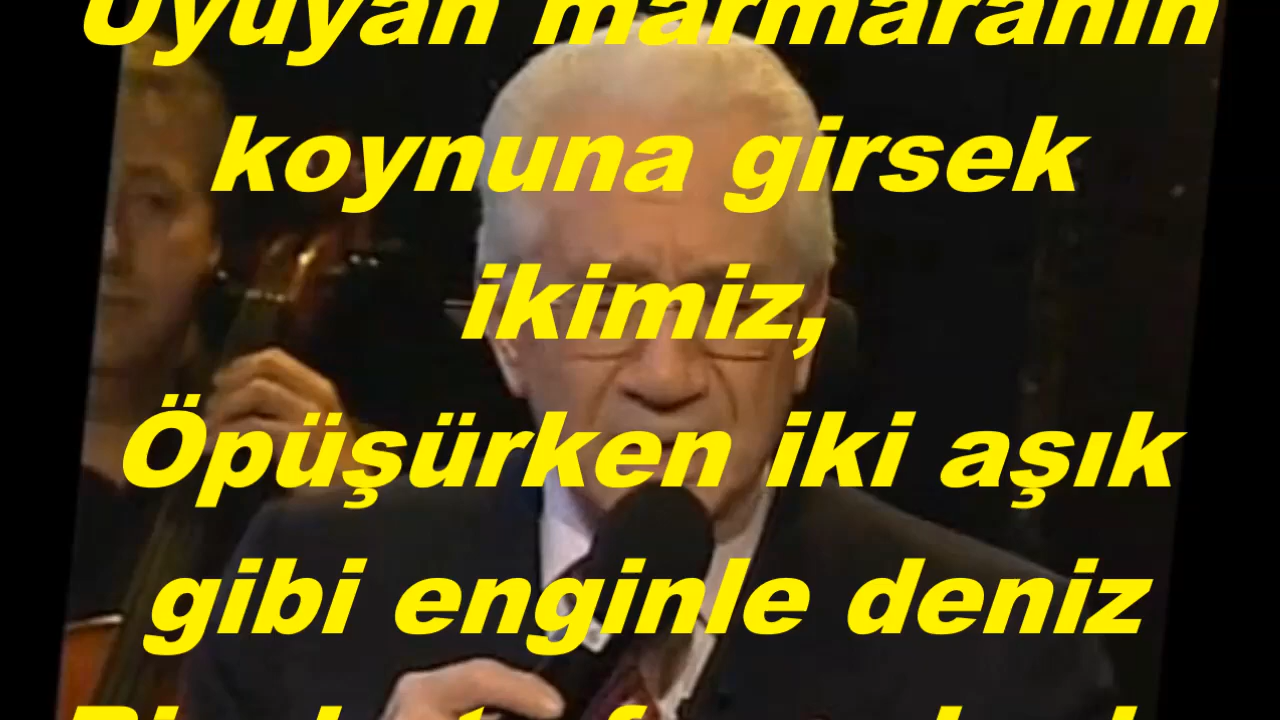 Uyuyan marmaranın
koynuna girsek
ikimiz,
Öpüşürken iki aşık
gibi enginle deniz